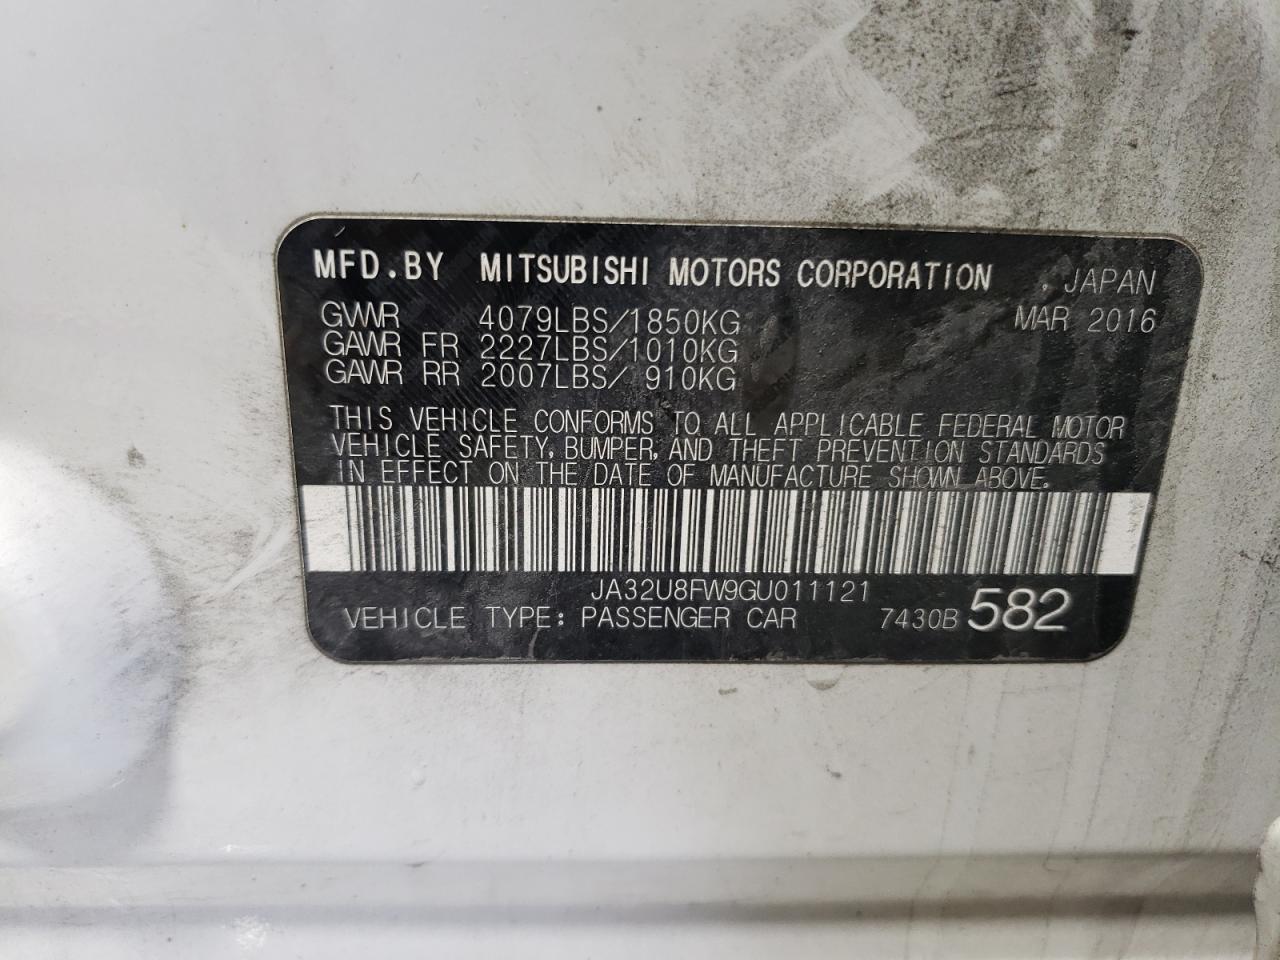 MFD.BY MITSUBISHI MOTORS CORPORATION , JAPAN
GVWR 4079LBS/1850KG MAR 2016
GAWR FR 2227LBS/1010KG
GAWR RR 2007LBS/ 910KG
THIS VEHICLE CONFORMS TO ALL APPLICABLE FEDERAL MOTOR
VEHICLE SAFETY, BUMPER, AND THEFT PREVENTION STANDARDS
IN EFFECT ON THE DATE OF MANUFACTURE SHOWN ABOVE.
JA32U8FW9GU011121
VEHICLE TYPE: PASSENGER CAR 7430B 582